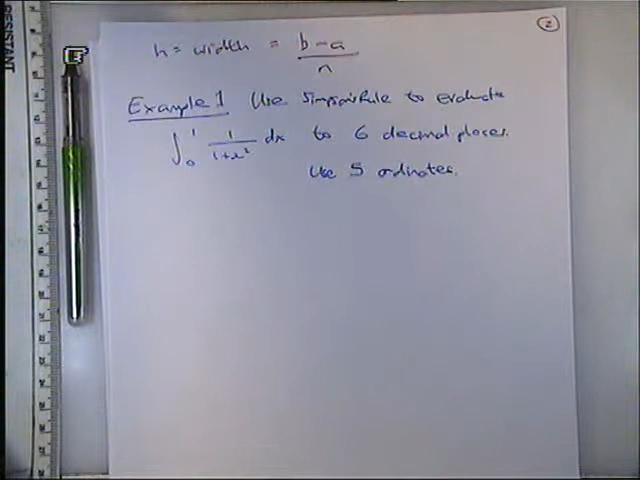 ②
h = width = b-a / n
Example 1 Use Simpson's Rule to evaluate
∫₀¹ 1/(1+x²) dx to 6 decimal places.
Use 5 ordinates.
RESISTANT